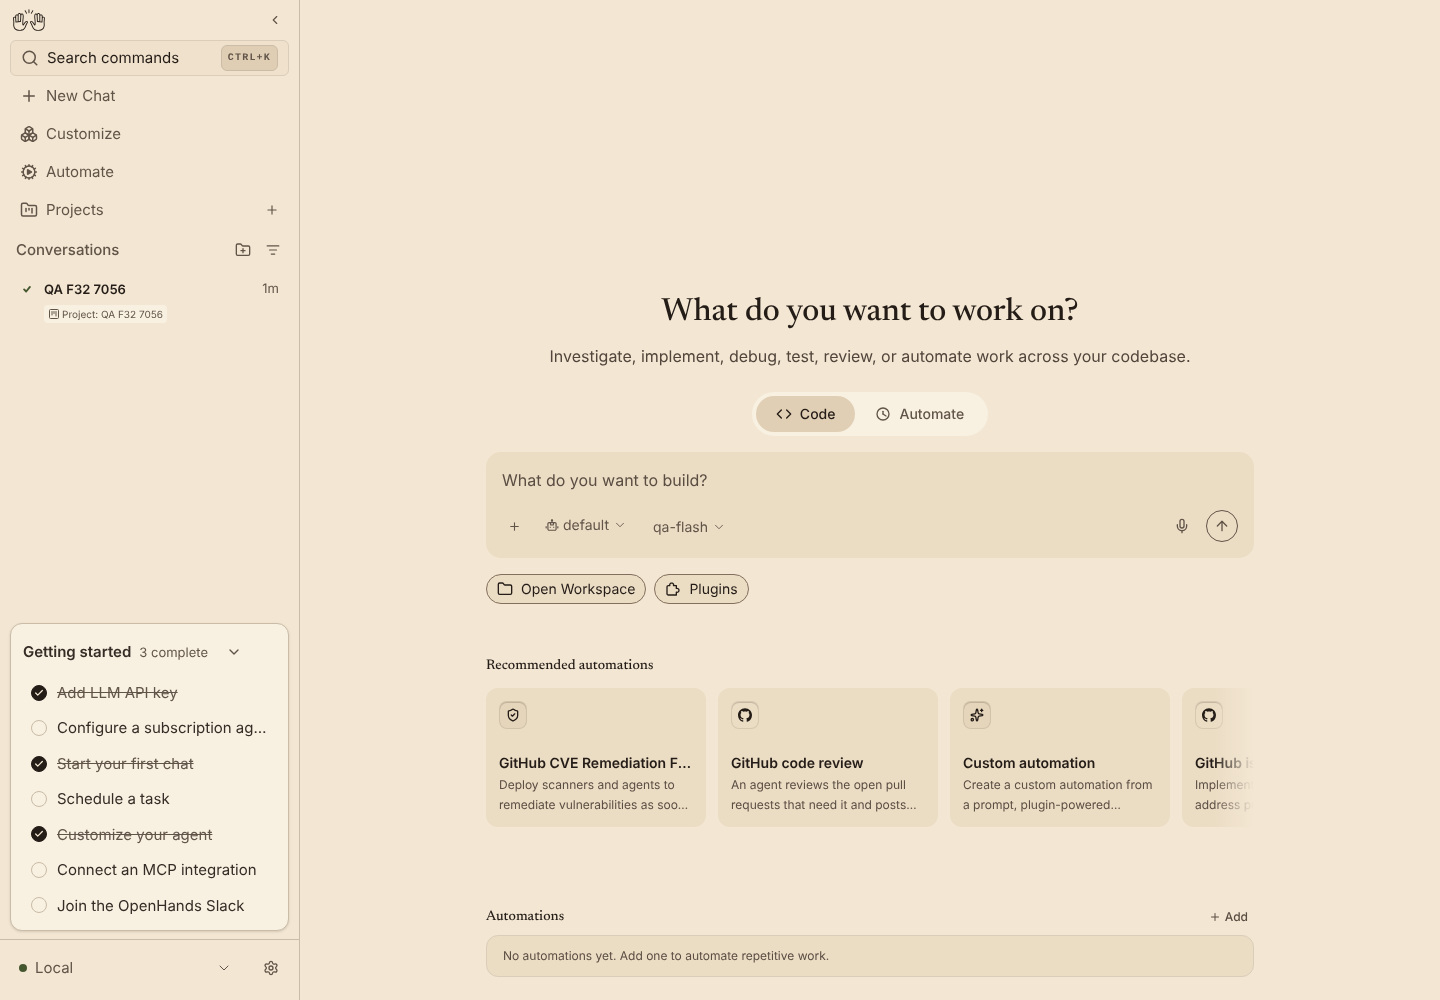 Search commands
CTRL+K
New Chat
Customize
Automate
Projects
Conversations
QA F32 7056
1m
Project: QA F32 7056
Getting started
3 complete
Add LLM API key
Configure a subscription ag...
Start your first chat
Schedule a task
Customize your agent
Connect an MCP integration
Join the OpenHands Slack
Local
What do you want to work on?
Investigate, implement, debug, test, review, or automate work across your codebase.
Code
Automate
What do you want to build?
default
qa-flash
Open Workspace
Plugins
Recommended automations
GitHub CVE Remediation F...
Deploy scanners and agents to
remediate vulnerabilities as soo...
GitHub code review
An agent reviews the open pull
requests that need it and posts...
Custom automation
Create a custom automation from
a prompt, plugin-powered...
GitHub
address
Automations
Add
No automations yet. Add one to automate repetitive work.